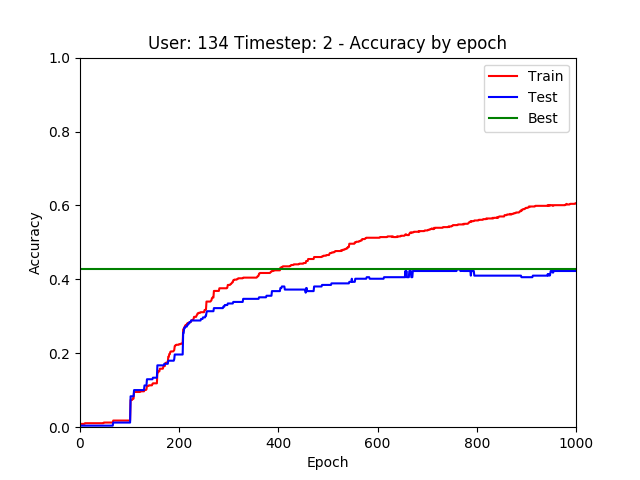 User: 134 Timestep: 2 - Accuracy by epoch
Train
Test
Best
1.0
0.8
0.6
0.4
0.2
0.0
Accuracy
0 200 400 600 800 1000
Epoch